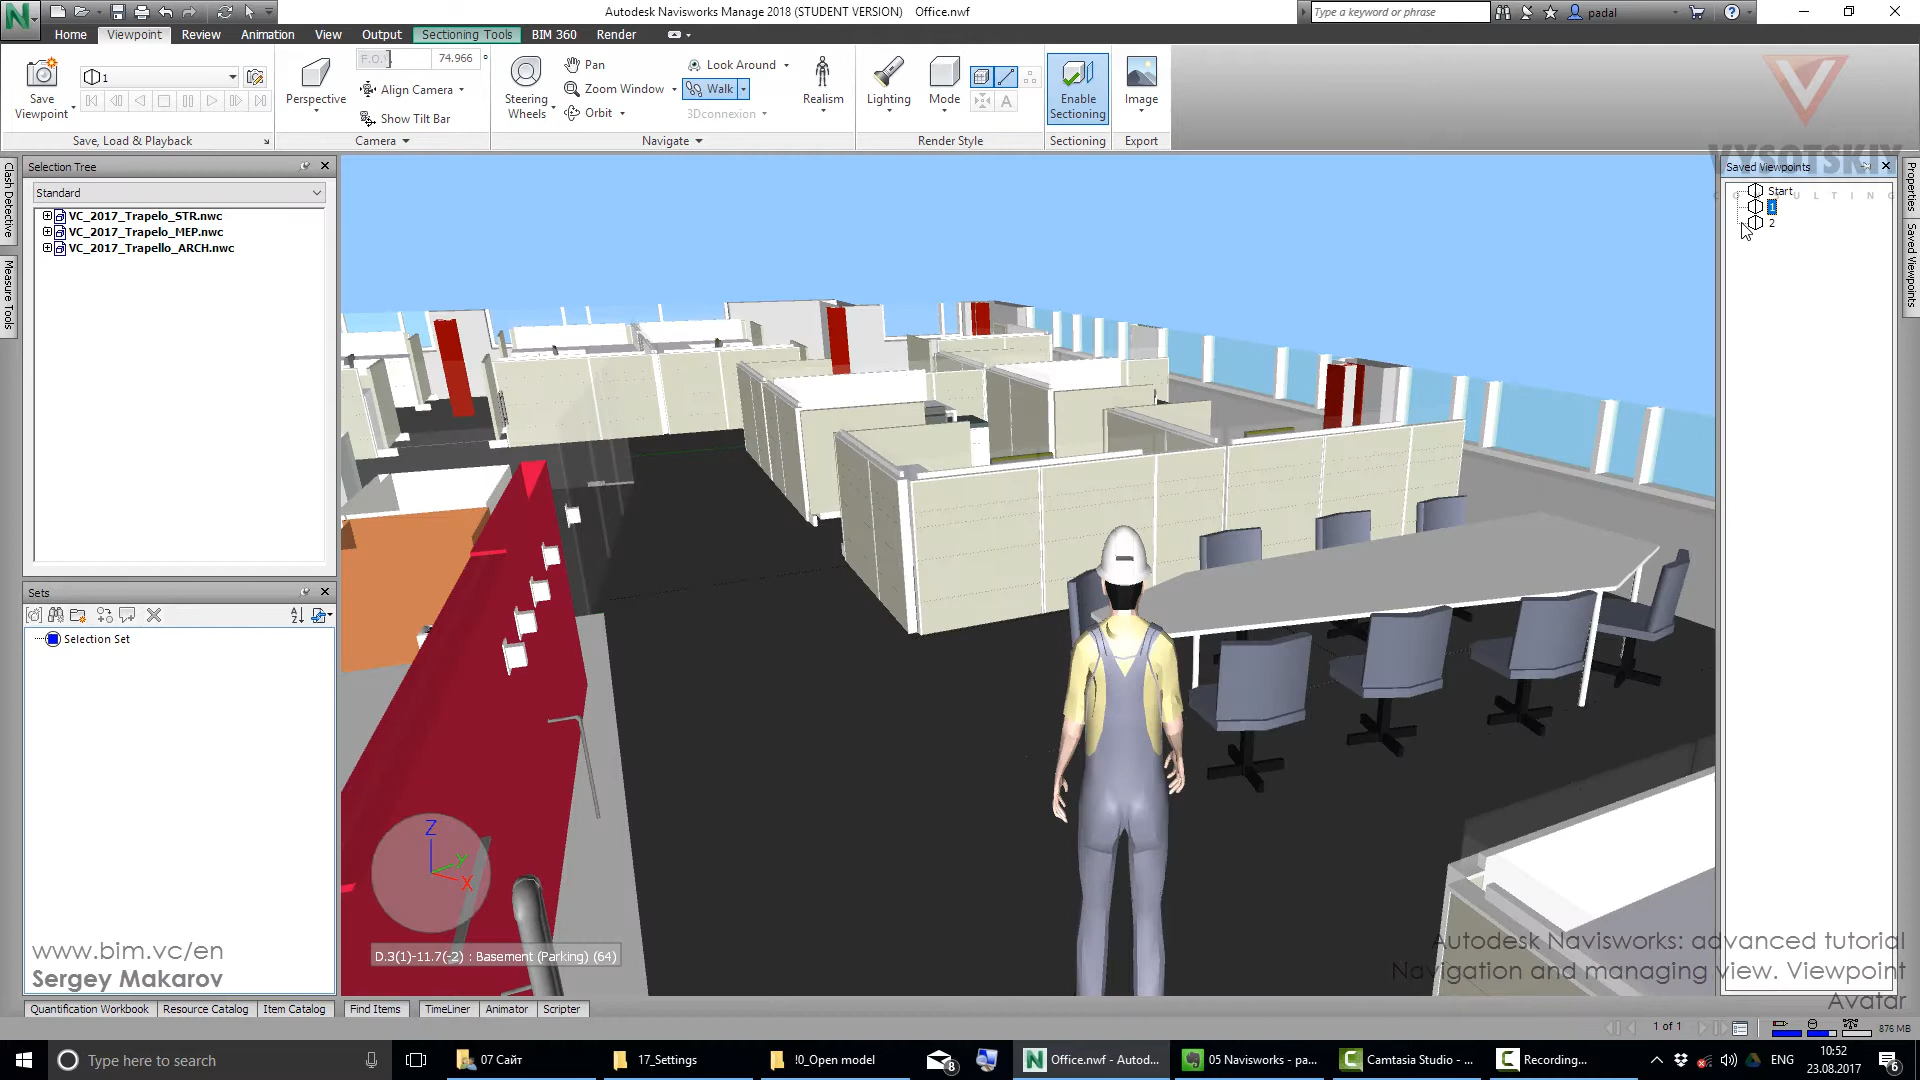 Autodesk Navisworks Manage 2018 (STUDENT VERSION) Office.nwf
Type a keyword or phrase
padal
Home Viewpoint Review Animation View Output Sectioning Tools BIM 360 Render
Save Viewpoint
1
Perspective
F.O.V.
74.966 °
Align Camera
Show Tilt Bar
Steering Wheels
Pan
Zoom Window
Orbit
Look Around
Walk
3Dconnexion
Realism
Lighting
Mode
A
Enable Sectioning
Image
Save, Load & Playback
Camera
Navigate
Render Style
Sectioning
Export
VYSOTSKIY
CONSULTING
Clash Detective
Measure Tools
Selection Tree
Standard
VC_2017_Trapelo_STR.nwc
VC_2017_Trapelo_MEP.nwc
VC_2017_Trapello_ARCH.nwc
Sets
Selection Set
Saved Viewpoints
Start
1
2
Properties
Saved Viewpoints
Z
Y
X
D.3(1)-11.7(-2) : Basement (Parking) (64)
www.bim.vc/en
Sergey Makarov
Autodesk Navisworks: advanced tutorial
Navigation and managing view. Viewpoint
Avatar
Quantification Workbook Resource Catalog Item Catalog Find Items TimeLiner Animator Scripter
1 of 1
876 MB
Type here to search
07 Сайт
17_Settings
!0_Open model
8
Office.nwf - Autod...
05 Navisworks - pa...
Camtasia Studio - ...
Recording...
ENG
10:52
23.08.2017
6